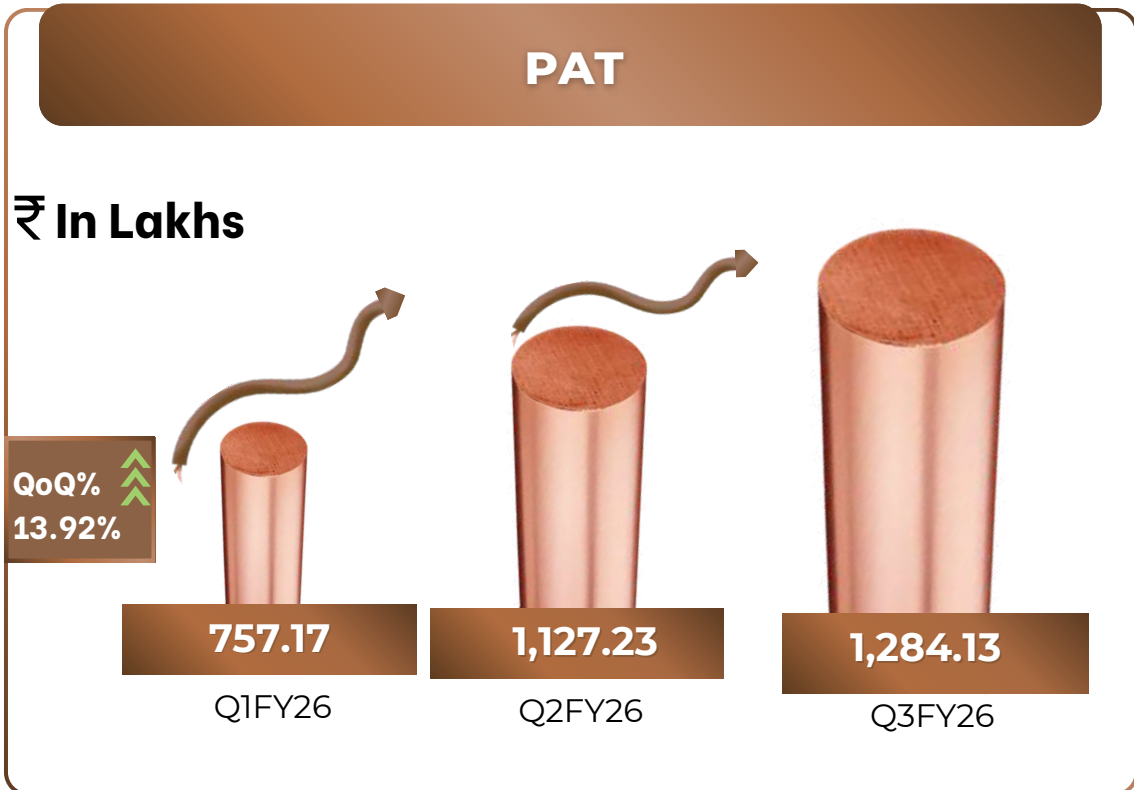 PAT
₹ In Lakhs
QoQ%
13.92%
757.17
1,127.23
1,284.13
Q1FY26
Q2FY26
Q3FY26